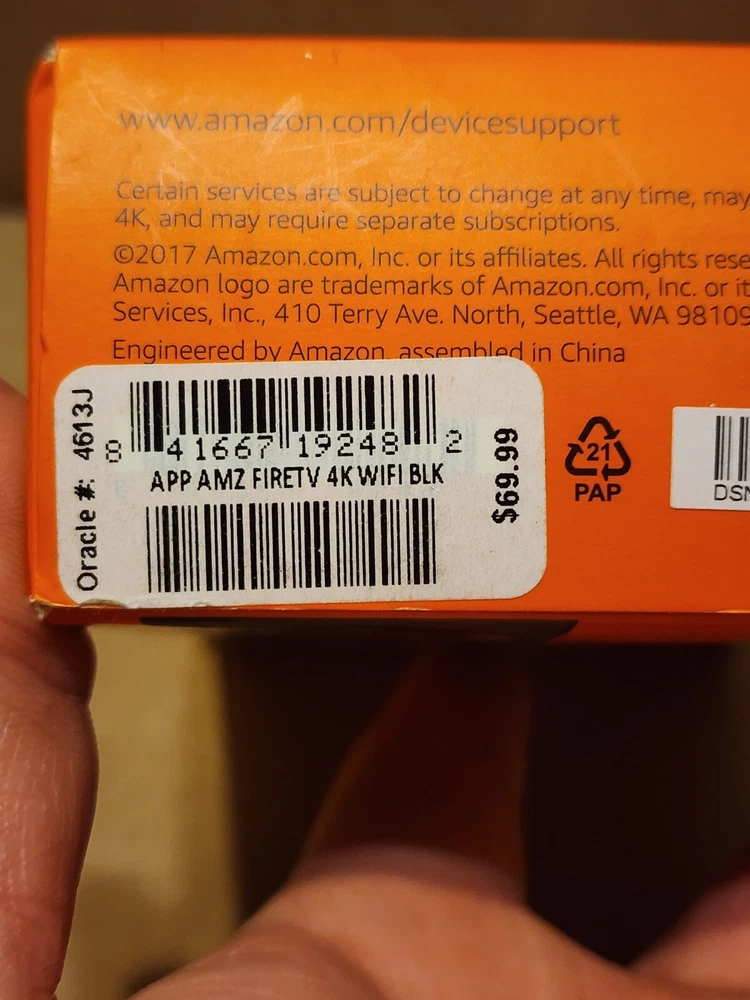 www.amazon.com/devicesupport
Certain services are subject to change at any time, may
4K, and may require separate subscriptions.
©2017 Amazon.com, Inc. or its affiliates. All rights rese
Amazon logo are trademarks of Amazon.com, Inc. or it
Services, Inc., 410 Terry Ave. North, Seattle, WA 98109
Engineered by Amazon, assembled in China
Oracle #: 4613J
8 41667 19248 2
APP AMZ FIRETV 4K WIFI BLK
$69.99
21
PAP
DSN